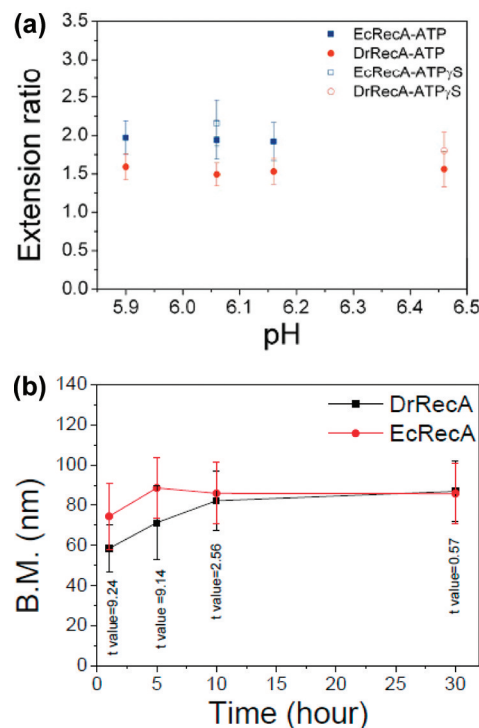 (a)
EcRecA-ATP
DrRecA-ATP
EcRecA-ATPγS
DrRecA-ATPγS
Extension ratio
3.5
3.0
2.5
2.0
1.5
1.0
0.5
0.0
5.9 6.0 6.1 6.2 6.3 6.4 6.5
pH
(b)
DrRecA
EcRecA
B.M. (nm)
140
120
100
80
60
40
20
0
t value=9.24
t value =9.14
t value=2.56
t value=0.57
0 5 10 15 20 25 30
Time (hour)